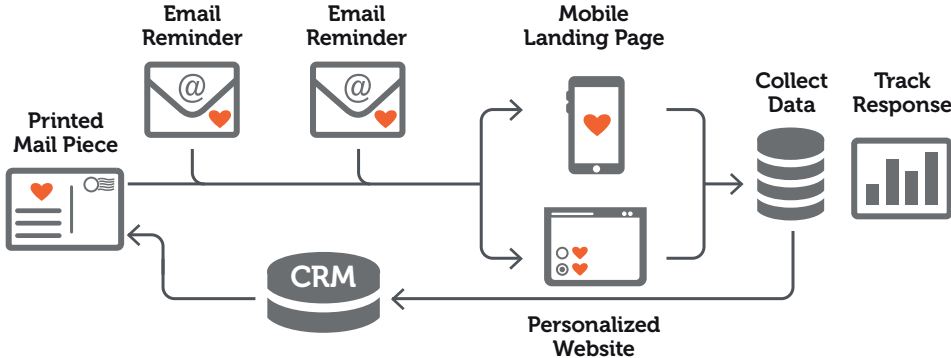 Email
Reminder
Email
Reminder
Mobile
Landing Page
Collect
Data
Track
Response
Printed
Mail Piece
@
@
CRM
Personalized
Website